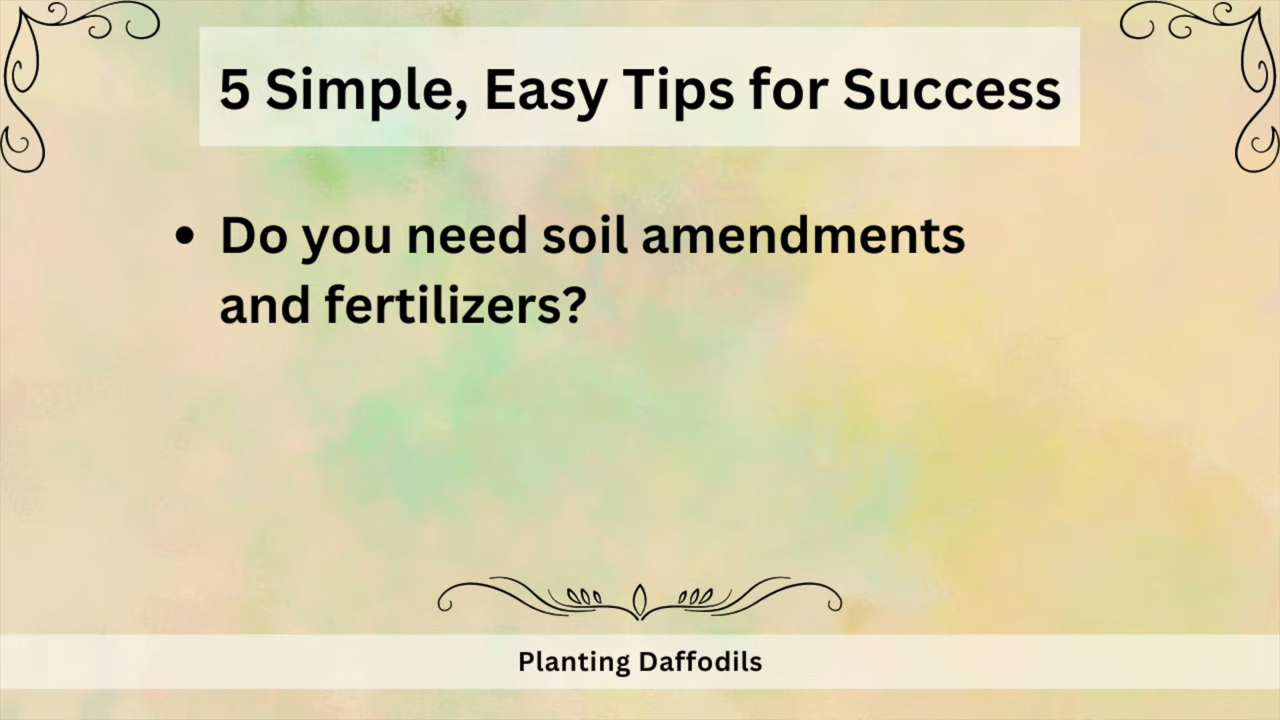 5 Simple, Easy Tips for Success
• Do you need soil amendments
and fertilizers?
Planting Daffodils